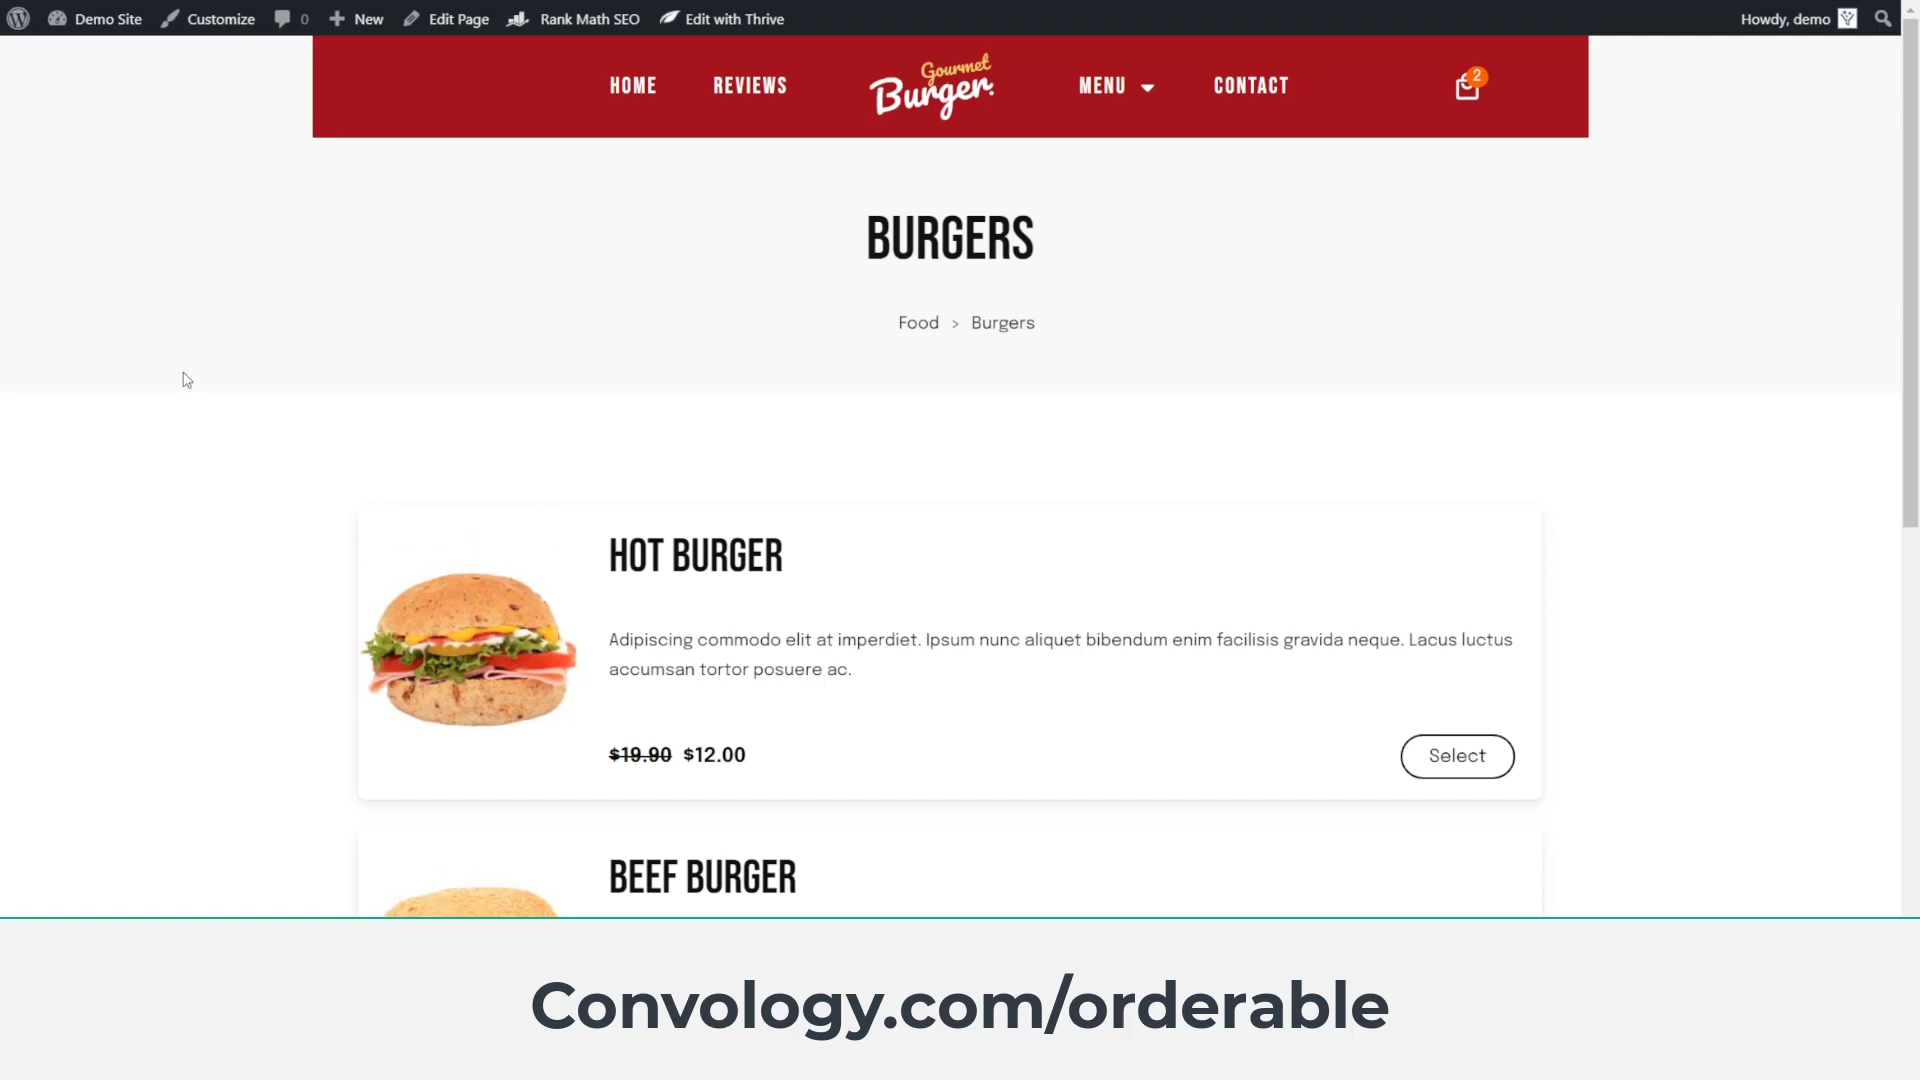 Demo Site Customize 0 New Edit Page Rank Math SEO Edit with Thrive Howdy, demo
HOME REVIEWS Gourmet Burger. MENU CONTACT 2
BURGERS
Food > Burgers
HOT BURGER
Adipiscing commodo elit at imperdiet. Ipsum nunc aliquet bibendum enim facilisis gravida neque. Lacus luctus
accumsan tortor posuere ac.
$19.90 $12.00 Select
BEEF BURGER
Convology.com/orderable